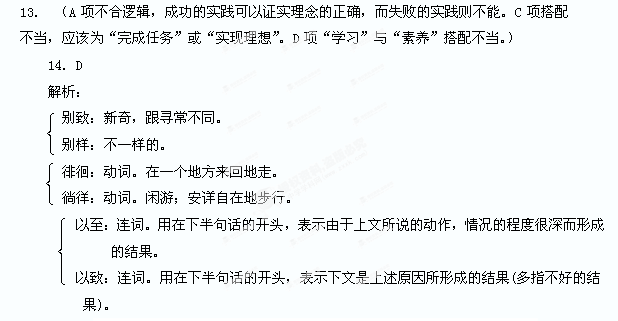 13. （A 项不合逻辑，成功的实践可以证实理念的正确，而失败的实践则不能。C 项搭配
不当，应该为“完成任务”或“实现理想”。D 项“学习”与“素养”搭配不当。）
14. D
解析：
别致：新奇，跟寻常不同。
别样：不一样的。
徘徊：动词。在一个地方来回地走。
徜徉：动词。闲游；安详自在地步行。
以至：连词。用在下半句话的开头，表示由于上文所说的动作，情况的程度很深而形成
的结果。
以致：连词。用在下半句话的开头，表示下文是上述原因所形成的结果(多指不好的结
果)。